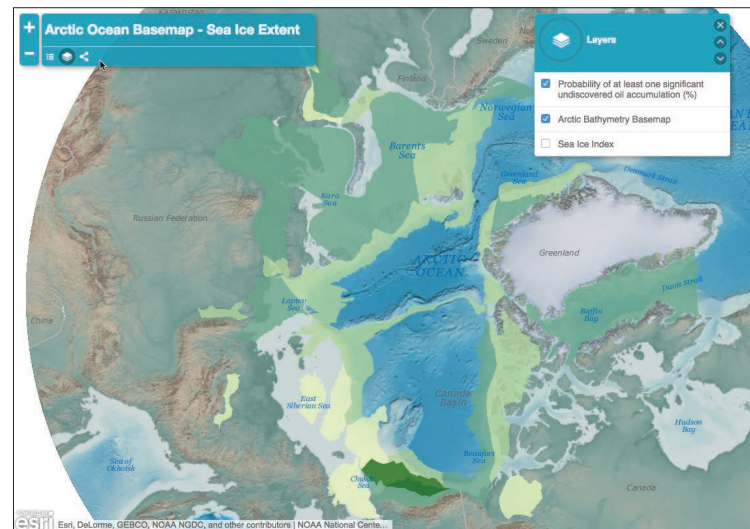 Arctic Ocean Basemap - Sea Ice Extent
Layers
Probability of at least one significant
undiscovered oil accumulation (%)
Arctic Bathymetry Basemap
Sea Ice Index
Kazakhstan
Sweden
Finland
Norwegian
Sea
Barents
Sea
Greenland
Sea
Denmark Strait
Kara
Sea
Russian Federation
Greenland
ARCTIC
OCEAN
Davis Strait
Laptev
Sea
Baffin
Bay
China
Canada
Basin
East
Siberian Sea
Hudson
Bay
Sea of
Okhotsk
Beaufort
Sea
Chukchi
Sea
Canada
esri
Esri, DeLorme, GEBCO, NOAA NGDC, and other contributors | NOAA National Cente...